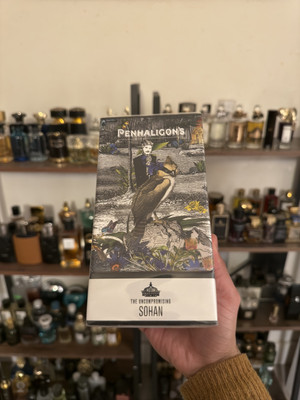 PENHALIGON'S
THE UNCOMPROMISING
SOHAN